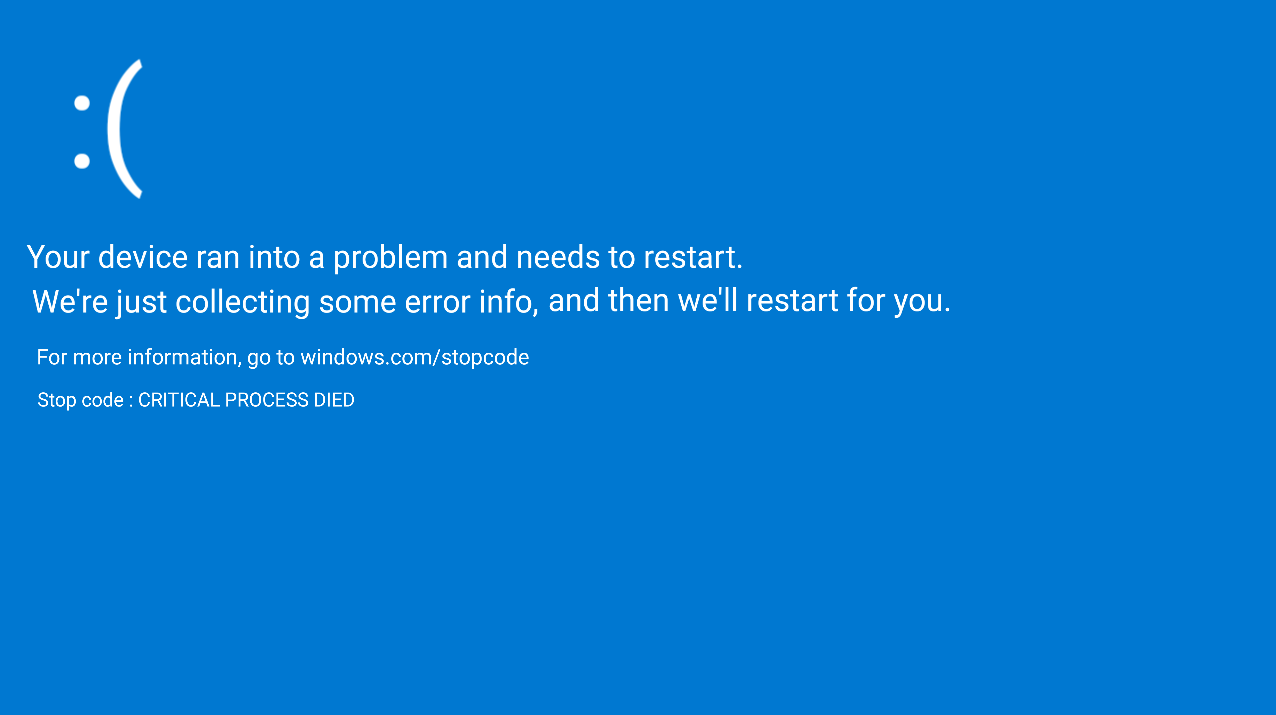 :(
Your device ran into a problem and needs to restart.
We're just collecting some error info, and then we'll restart for you.
For more information, go to windows.com/stopcode
Stop code : CRITICAL PROCESS DIED